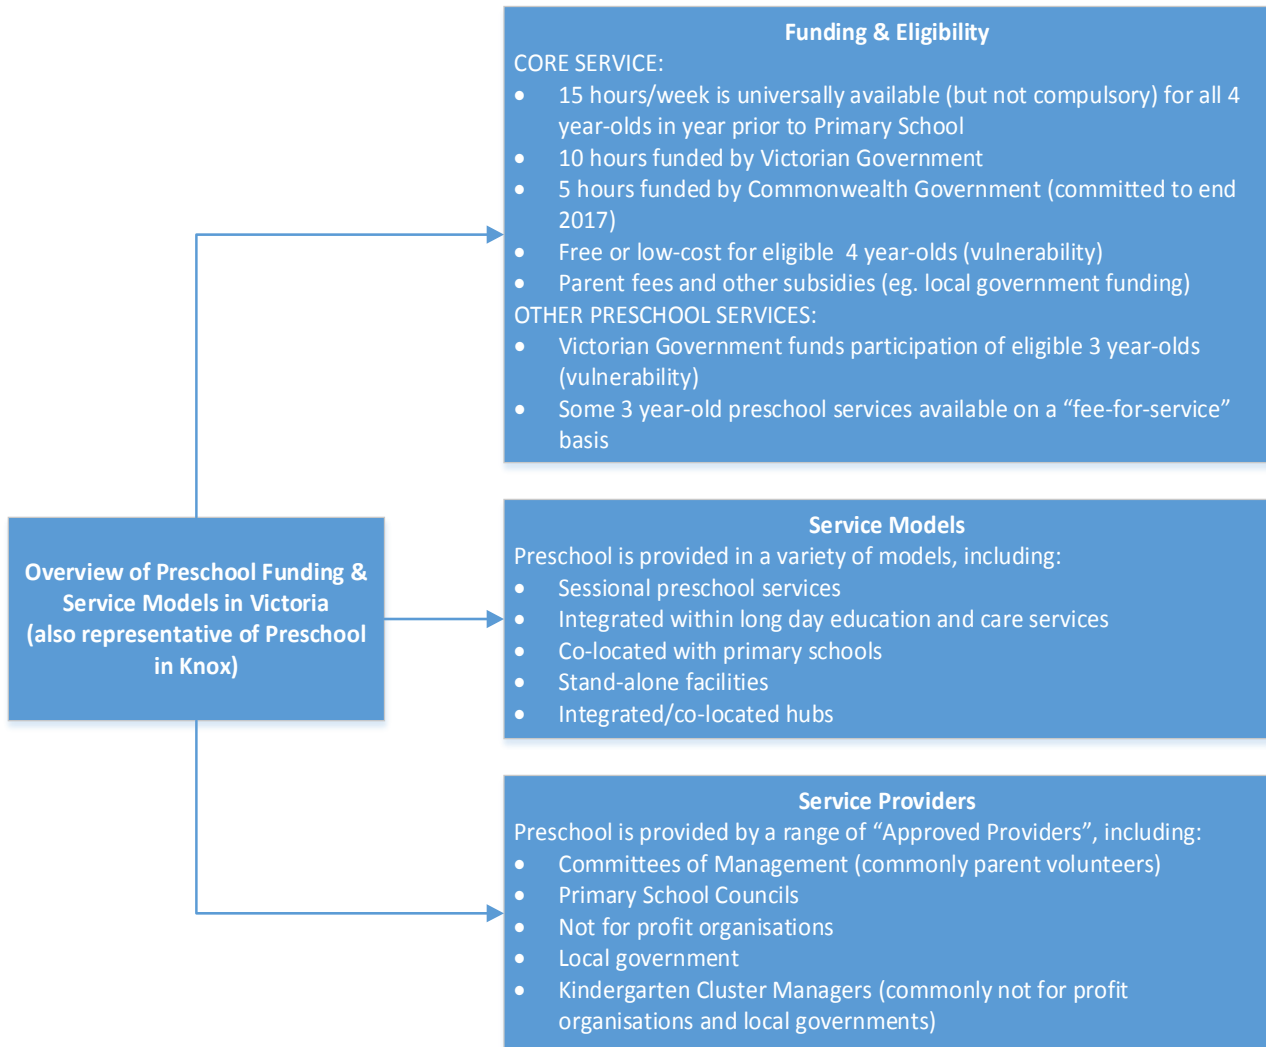 Funding & Eligibility
CORE SERVICE:
• 15 hours/week is universally available (but not compulsory) for all 4
year-olds in year prior to Primary School
• 10 hours funded by Victorian Government
• 5 hours funded by Commonwealth Government (committed to end
2017)
• Free or low-cost for eligible 4 year-olds (vulnerability)
• Parent fees and other subsidies (eg. local government funding)
OTHER PRESCHOOL SERVICES:
• Victorian Government funds participation of eligible 3 year-olds
(vulnerability)
• Some 3 year-old preschool services available on a “fee-for-service”
basis
Overview of Preschool Funding &
Service Models in Victoria
(also representative of Preschool
in Knox)
Service Models
Preschool is provided in a variety of models, including:
• Sessional preschool services
• Integrated within long day education and care services
• Co-located with primary schools
• Stand-alone facilities
• Integrated/co-located hubs
Service Providers
Preschool is provided by a range of “Approved Providers”, including:
• Committees of Management (commonly parent volunteers)
• Primary School Councils
• Not for profit organisations
• Local government
• Kindergarten Cluster Managers (commonly not for profit
organisations and local governments)